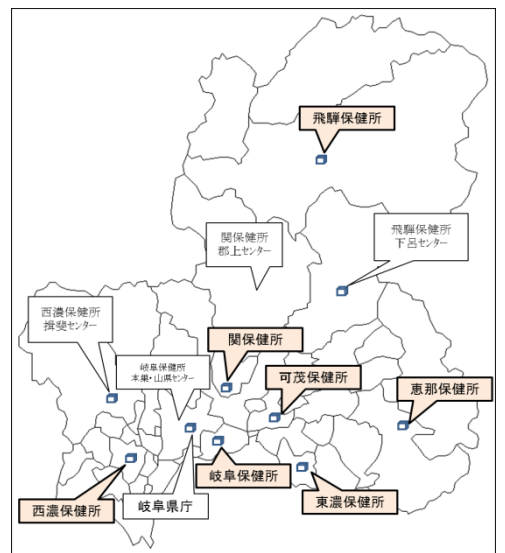 飛騨保健所
関保健所
郡上センター
飛騨保健所
下呂センター
西濃保健所
揖斐センター
関保健所
岐阜保健所
本巣・山県センター
可茂保健所
恵那保健所
岐阜保健所
東濃保健所
西濃保健所
岐阜県庁